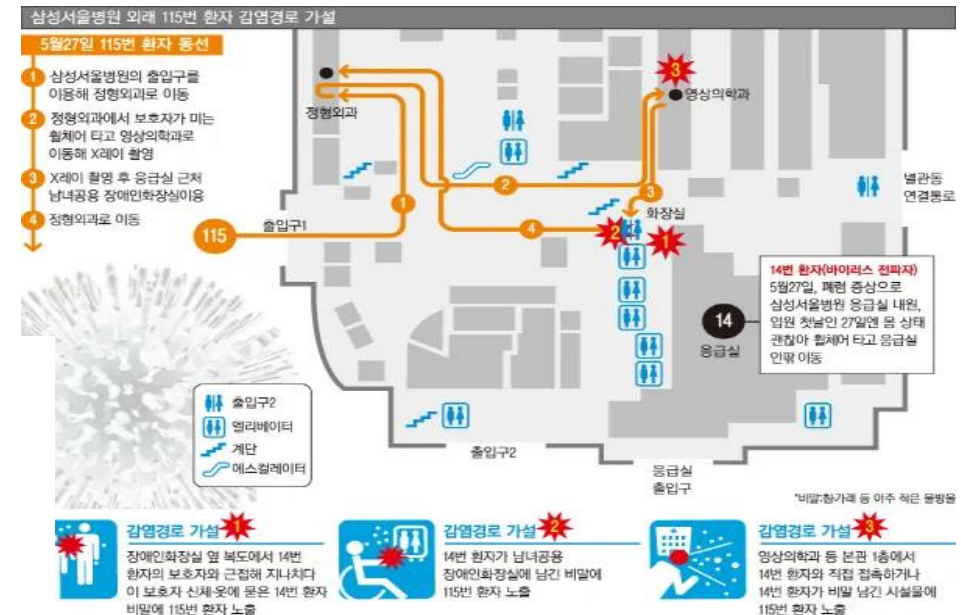 삼성서울병원 외래 115번 환자 감염경로 가설
5월27일 115번 환자 동선
1 삼성서울병원의 출입구를
이용해 정형외과로 이동
2 정형외과에서 보호자가 미는
휠체어 타고 영상의학과로
이동해 X레이 촬영
3 X레이 촬영 후 응급실 근처
남녀공용 장애인화장실이용
4 정형외과로 이동
115
출입구1
정형외과
1
2
3
4
3
영상의학과
화장실
2
1
별관동
연결통로
14번 환자(바이러스 전파자)
5월27일, 폐렴 증상으로
삼성서울병원 응급실 내원,
입원 첫날인 27일엔 몸 상태
괜찮아 휠체어 타고 응급실
안팎 이동
14
응급실
출입구2
엘리베이터
계단
에스컬레이터
출입구2
응급실
출입구
*비말:침가래 등 아주 작은 물방울
감염경로 가설 1
장애인화장실 옆 복도에서 14번
환자의 보호자와 근접해 지나치다
이 보호자 신체·옷에 묻은 14번 환자
비말에 115번 환자 노출
감염경로 가설 2
14번 환자가 남녀공용
장애인화장실에 남긴 비말에
115번 환자 노출
감염경로 가설 3
영상의학과 등 본관 1층에서
14번 환자와 직접 접촉하거나
14번 환자가 비말 남긴 시설물에
115번 환자 노출